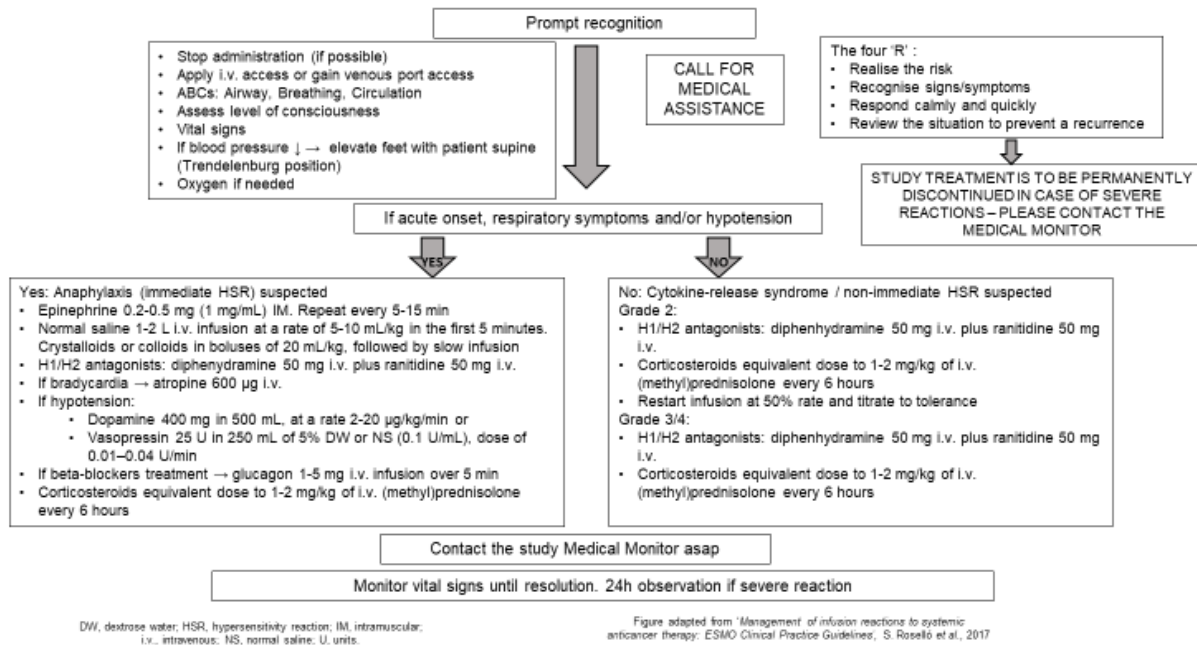 Prompt recognition
• Stop administration (if possible)
• Apply i.v. access or gain venous port access
• ABCs: Airway, Breathing, Circulation
• Assess level of consciousness
• Vital signs
• If blood pressure ↓ → elevate feet with patient supine
(Trendelenburg position)
• Oxygen if needed
CALL FOR
MEDICAL
ASSISTANCE
The four ‘R’ :
• Realise the risk
• Recognise signs/symptoms
• Respond calmly and quickly
• Review the situation to prevent a recurrence
STUDY TREATMENT IS TO BE PERMANENTLY
DISCONTINUED IN CASE OF SEVERE
REACTIONS – PLEASE CONTACT THE
MEDICAL MONITOR
If acute onset, respiratory symptoms and/or hypotension
YES
NO
Yes: Anaphylaxis (immediate HSR) suspected
• Epinephrine 0.2-0.5 mg (1 mg/mL) IM. Repeat every 5-15 min
• Normal saline 1-2 L i.v. infusion at a rate of 5-10 mL/kg in the first 5 minutes.
Crystalloids or colloids in boluses of 20 mL/kg, followed by slow infusion
• H1/H2 antagonists: diphenydramine 50 mg i.v. plus ranitidine 50 mg i.v.
• If bradycardia → atropine 600 µg i.v.
• If hypotension:
• Dopamine 400 mg in 500 mL, at a rate 2-20 µg/kg/min or
• Vasopressin 25 U in 250 mL of 5% DW or NS (0.1 U/mL), dose of
0.01–0.04 U/min
• If beta-blockers treatment → glucagon 1-5 mg i.v. infusion over 5 min
• Corticosteroids equivalent dose to 1-2 mg/kg of i.v. (methyl)prednisolone
every 6 hours
No: Cytokine-release syndrome / non-immediate HSR suspected
Grade 2:
• H1/H2 antagonists: diphenydramine 50 mg i.v. plus ranitidine 50 mg
i.v.
• Corticosteroids equivalent dose to 1-2 mg/kg of i.v.
(methyl)prednisolone every 6 hours
• Restart infusion at 50% rate and titrate to tolerance
Grade 3/4:
• H1/H2 antagonists: diphenydramine 50 mg i.v. plus ranitidine 50 mg
i.v.
• Corticosteroids equivalent dose to 1-2 mg/kg of i.v.
(methyl)prednisolone every 6 hours
Contact the study Medical Monitor asap
Monitor vital signs until resolution. 24h observation if severe reaction
DW, dextrose water; HSR, hypersensitivity reaction; IM, intramuscular;
i.v., intravenous; NS, normal saline; U, units.
Figure adapted from ‘Management of infusion reactions to systemic
anticancer therapy: ESMO Clinical Practice Guidelines’, S. Roselló et al., 2017